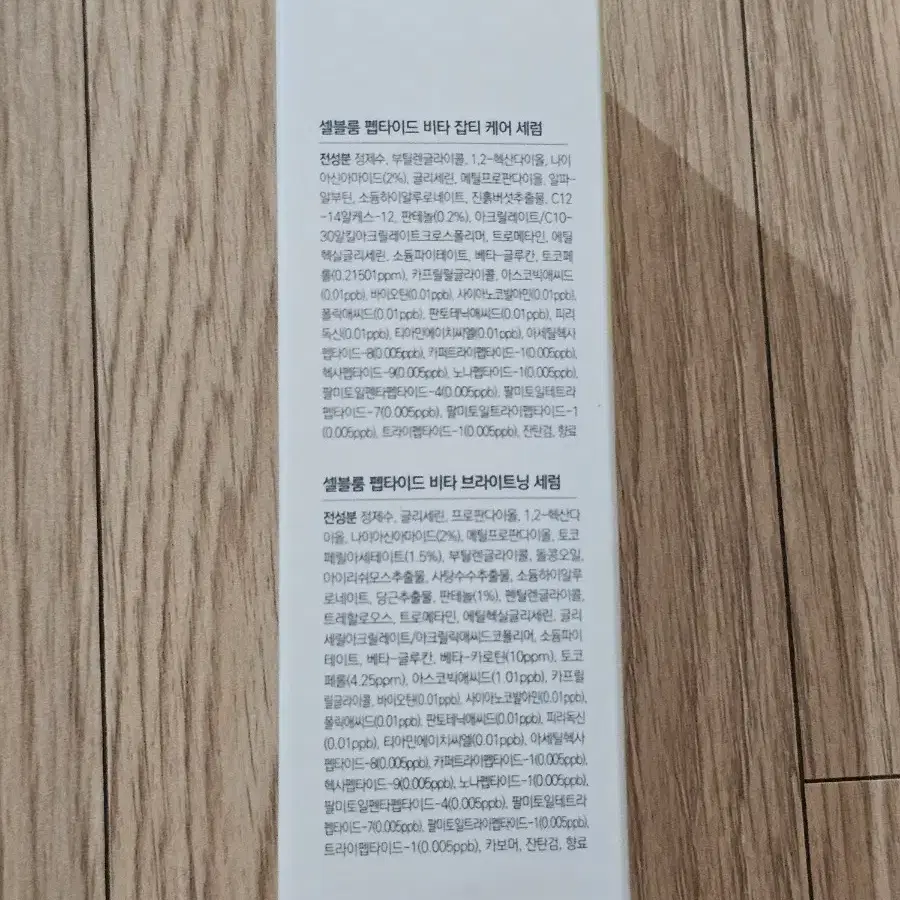 셀블룸 펩타이드 비타 잡티 케어 세럼
전성분 정제수, 부틸렌글라이콜, 1,2-헥산다이올, 나이
아신아마이드(2%), 글리세린, 메틸프로판다이올, 알파-
알부틴, 소듐하이알루로네이트, 진흙버섯추출물, C12
-14알케스-12, 판테놀(0.2%), 아크릴레이트/C10-
30알킬아크릴레이트크로스폴리머, 트로메타민, 에틸
헥실글리세린, 소듐파이테이트, 베타-글루칸, 토코페
롤(0.21501ppm), 카프릴릴글라이콜, 아스코빅애씨드
(0.01ppb), 바이오틴(0.01ppb), 사이아노코발아민(0.01ppb),
폴릭애씨드(0.01ppb), 판토테닉애씨드(0.01ppb), 피리
독신(0.01ppb), 티아민에이치씨엘(0.01ppb), 아세틸헥사
펩타이드-8(0.005ppb), 카퍼트라이펩타이드-1(0.005ppb),
헥사펩타이드-9(0.005ppb), 노나펩타이드-1(0.005ppb),
팔미토일펜타펩타이드-4(0.005ppb), 팔미토일테트라
펩타이드-7(0.005ppb), 팔미토일트라이펩타이드-1
(0.005ppb), 트라이펩타이드-1(0.005ppb), 잔탄검, 향료
셀블룸 펩타이드 비타 브라이트닝 세럼
전성분 정제수, 글리세린, 프로판다이올, 1,2-헥산다
이올, 나이아신아마이드(2%), 메틸프로판다이올, 토코
페릴아세테이트(1.5%), 부틸렌글라이콜, 돌콩오일,
아이리쉬모스추출물, 사탕수수추출물, 소듐하이알루
로네이트, 당근추출물, 판테놀(1%), 펜틸렌글라이콜,
트레할로오스, 트로메타민, 에틸헥실글리세린, 글리
세릴아크릴레이트/아크릴릭애씨드코폴리머, 소듐파이
테이트, 베타-글루칸, 베타-카로틴(10ppm), 토코
페롤(4.25ppm), 아스코빅애씨드(1.01ppb), 카프릴
릴글라이콜, 바이오틴(0.01ppb), 사이아노코발아민(0.01ppb),
폴릭애씨드(0.01ppb), 판토테닉애씨드(0.01ppb), 피리독신
(0.01ppb), 티아민에이치씨엘(0.01ppb), 아세틸헥사
펩타이드-8(0.005ppb), 카퍼트라이펩타이드-1(0.005ppb),
헥사펩타이드-9(0.005ppb), 노나펩타이드-1(0.005ppb),
팔미토일펜타펩타이드-4(0.005ppb), 팔미토일테트라
펩타이드-7(0.005ppb), 팔미토일트라이펩타이드-1(0.005ppb),
트라이펩타이드-1(0.005ppb), 카보머, 잔탄검, 향료